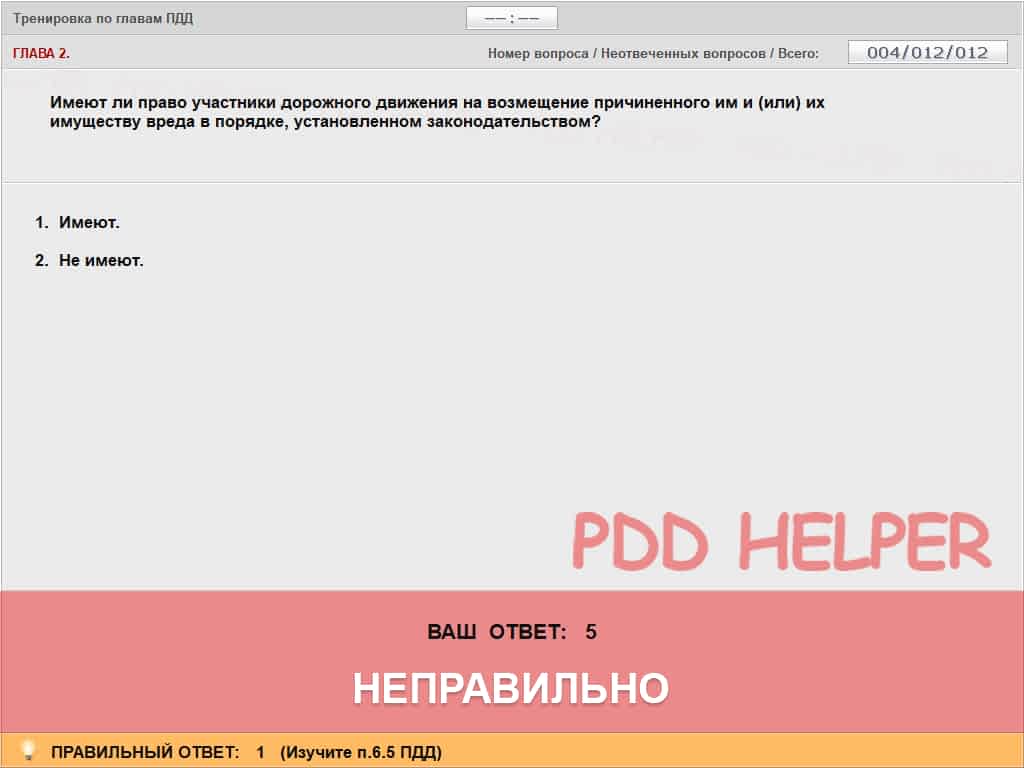 Тренировка по главам ПДД
–– : ––
ГЛАВА 2.
Номер вопроса / Неотвеченных вопросов / Всего:
004/012/012
Имеют ли право участники дорожного движения на возмещение причиненного им и (или) их
имуществу вреда в порядке, установленном законодательством?
1. Имеют.
2. Не имеют.
PDD HELPER
ВАШ ОТВЕТ: 5
НЕПРАВИЛЬНО
ПРАВИЛЬНЫЙ ОТВЕТ: 1 (Изучите п.6.5 ПДД)